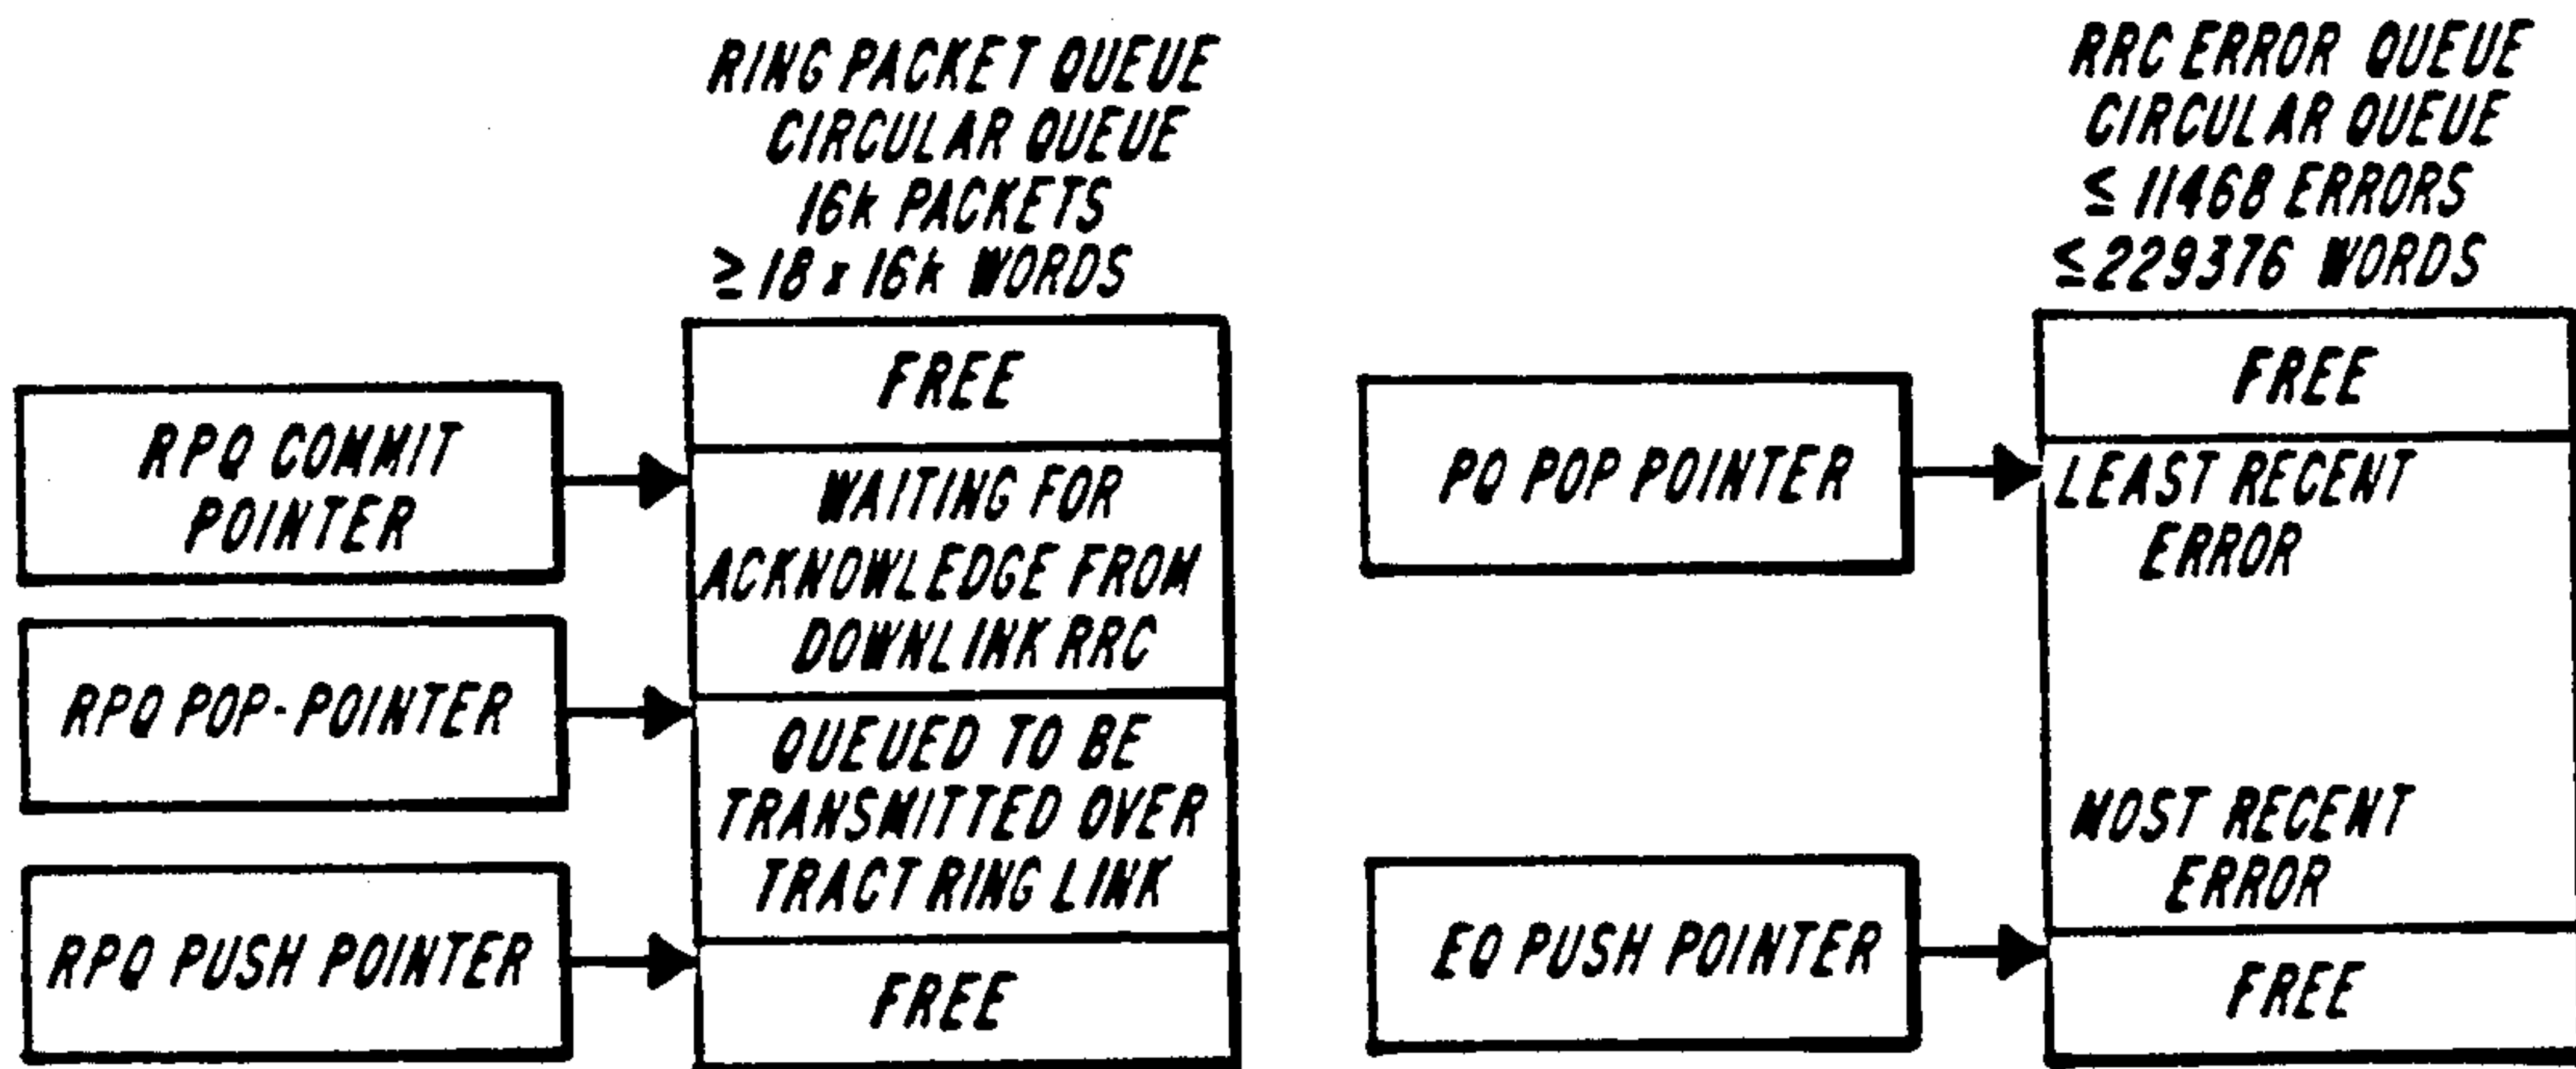 RING PACKET QUEUE
CIRCULAR QUEUE
16k PACKETS
≥ 18 x 16k WORDS
FREE
RPQ COMMIT
POINTER
WAITING FOR
ACKNOWLEDGE FROM
DOWNLINK RRC
RPQ POP-POINTER
QUEUED TO BE
TRANSMITTED OVER
TRACT RING LINK
RPQ PUSH POINTER
FREE
RRC ERROR QUEUE
CIRCULAR QUEUE
≤ 11468 ERRORS
≤ 229376 WORDS
FREE
PQ POP POINTER
LEAST RECENT
ERROR
MOST RECENT
ERROR
EQ PUSH POINTER
FREE